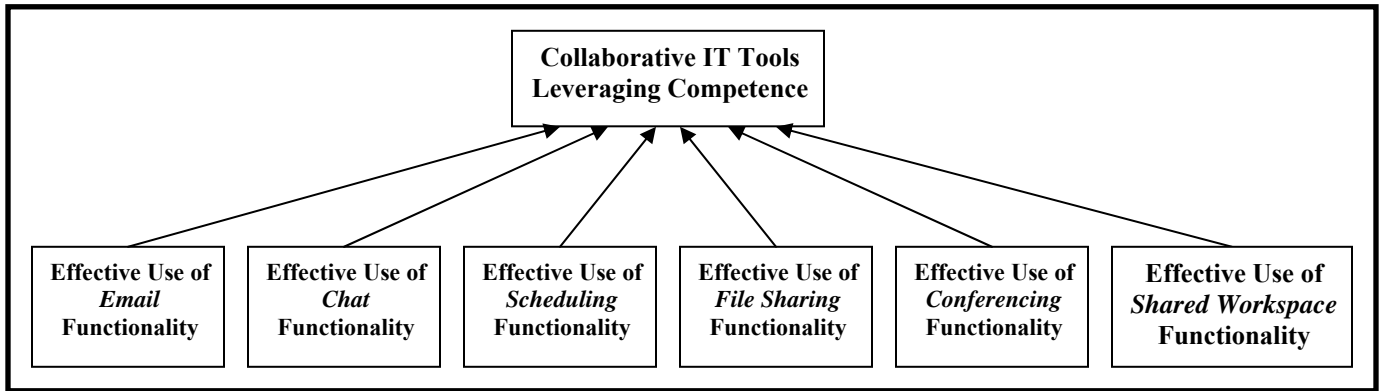 Collaborative IT Tools
Leveraging Competence
Effective Use of
Email
Functionality
Effective Use of
Chat
Functionality
Effective Use of
Scheduling
Functionality
Effective Use of
File Sharing
Functionality
Effective Use of
Conferencing
Functionality
Effective Use of
Shared Workspace
Functionality